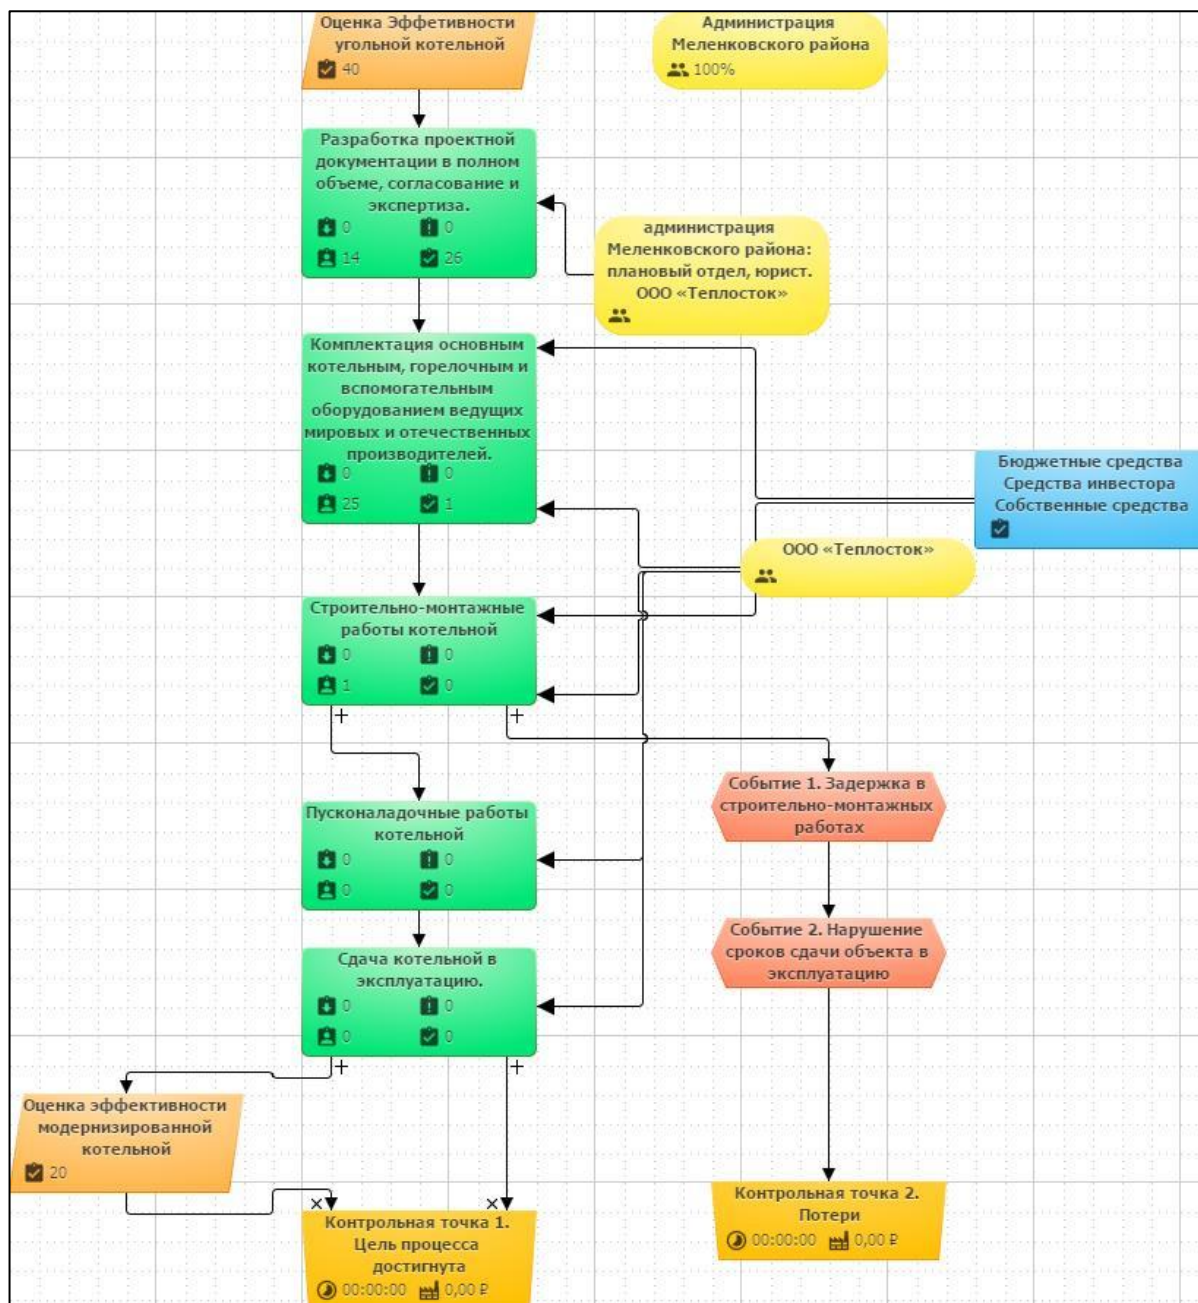 Оценка Эффетивности
угольной котельной
40
Администрация
Меленковского района
100%
Разработка проектной
документации в полном
объеме, согласование и
экспертиза.
0 0
14 26
администрация
Меленковского района:
плановый отдел, юрист.
ООО «Теплосток»
Комплектация основным
котельным, горелочным и
вспомогательным
оборудованием ведущих
мировых и отечественных
производителей.
0 0
25 1
Бюджетные средства
Средства инвестора
Собственные средства
ООО «Теплосток»
Строительно-монтажные
работы котельной
0 0
1 0
+ +
Событие 1. Задержка в
строительно-монтажных
работах
Пусконаладочные работы
котельной
0 0
0 0
Событие 2. Нарушение
сроков сдачи объекта в
эксплуатацию
Сдача котельной в
эксплуатацию.
0 0
0 0
+ +
Оценка эффективности
модернизированной
котельной
20
Контрольная точка 2.
Потери
00:00:00 0,00 ₽
× ×
Контрольная точка 1.
Цель процесса
достигнута
00:00:00 0,00 ₽